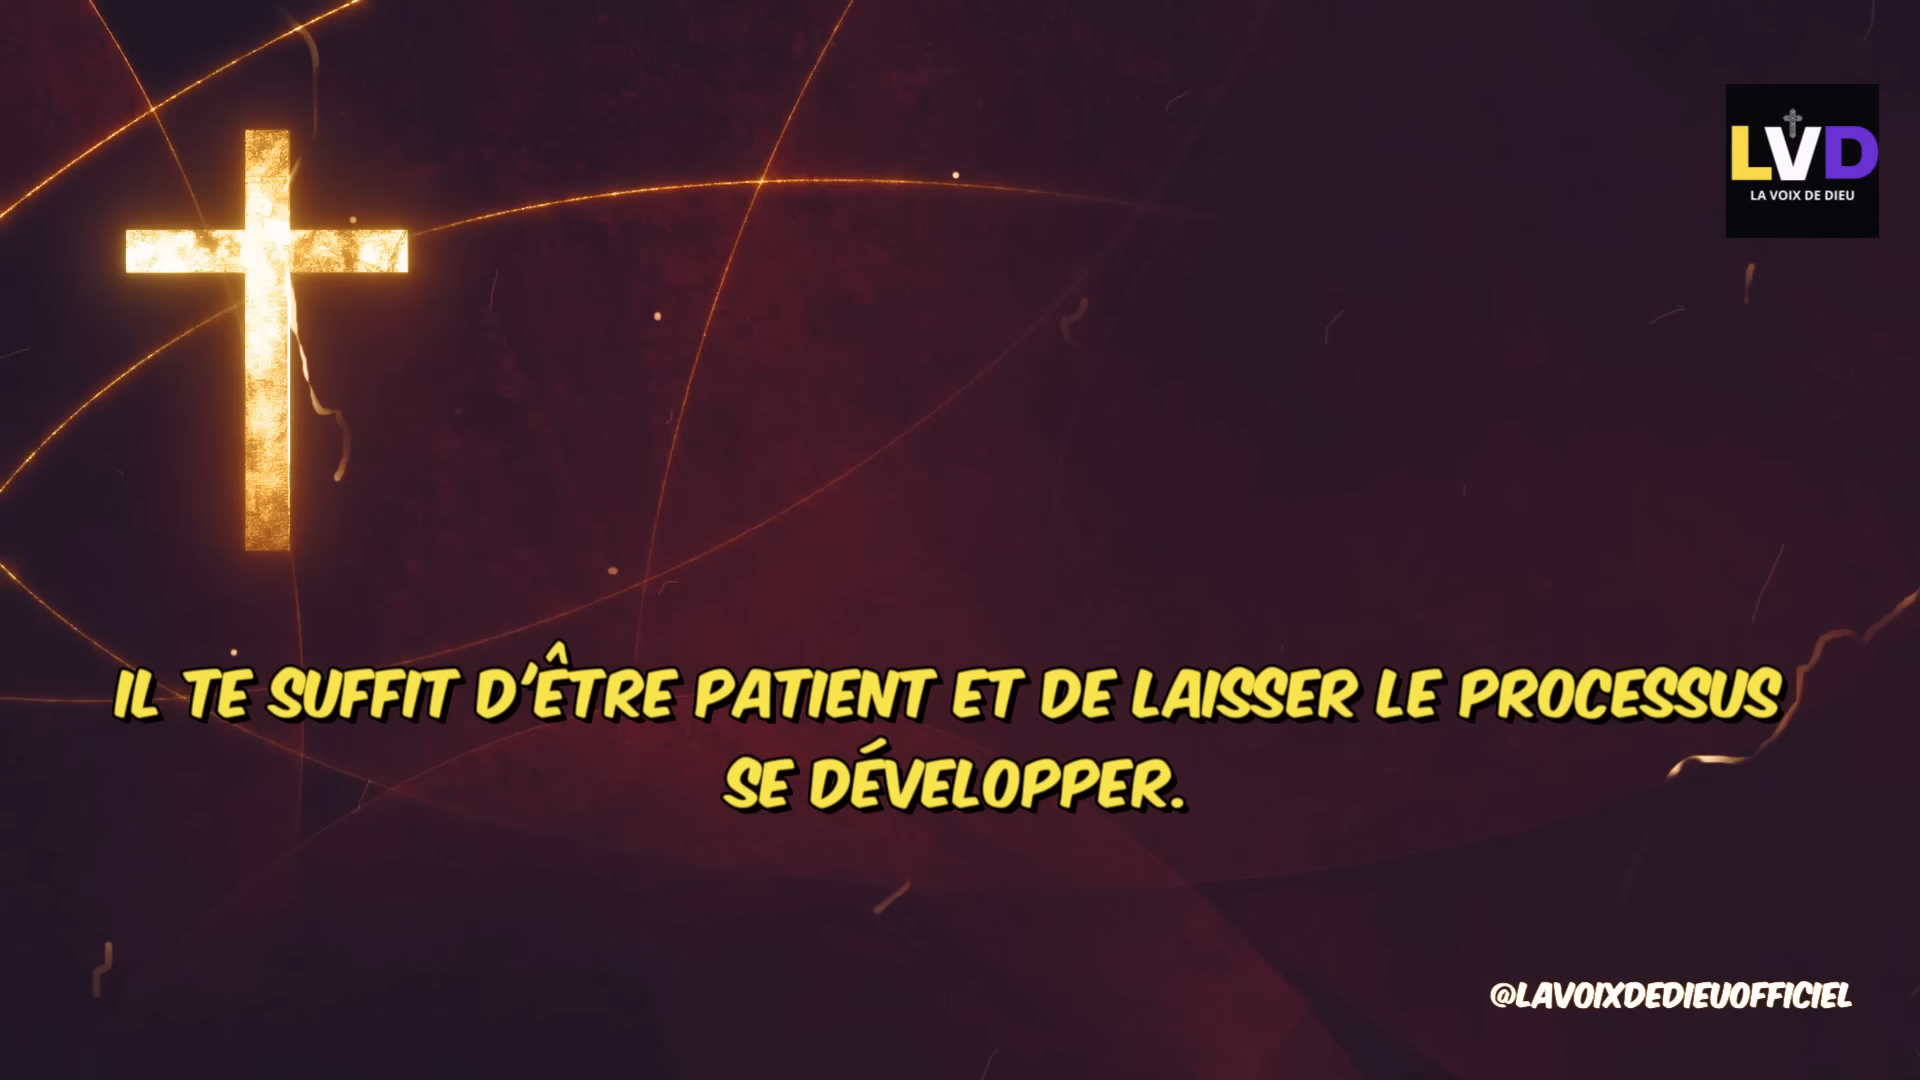 LVD
LA VOIX DE DIEU
IL TE SUFFIT D'ÊTRE PATIENT ET DE LAISSER LE PROCESSUS
SE DÉVELOPPER.
@LAVOIXDEDIEUOFFICIEL